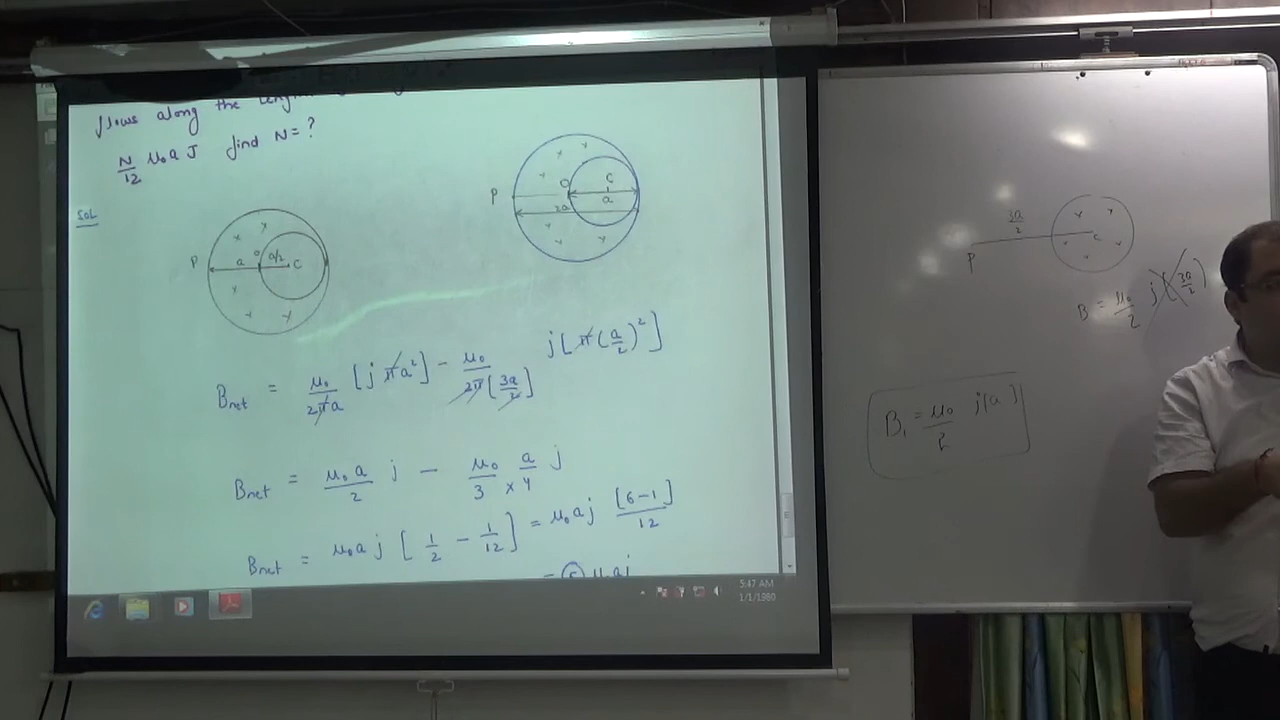 flows along the
N/12 μ₀ a J find N = ?
Sol
P a O a/2 C
P O C a 2a
Bnet = μ₀/2πa [j πa²] − μ₀/2π[3a/2] j[π(a/2)²]
Bnet = μ₀a/2 j − μ₀/3 × a/4 j
Bnet = μ₀aj [1/2 − 1/12] = μ₀aj [6−1]/12
5:47 AM
1/1/1980
3a/2
P C
B = μ₀/2 j(3a/2)
B₁ = μ₀/2 j(a)